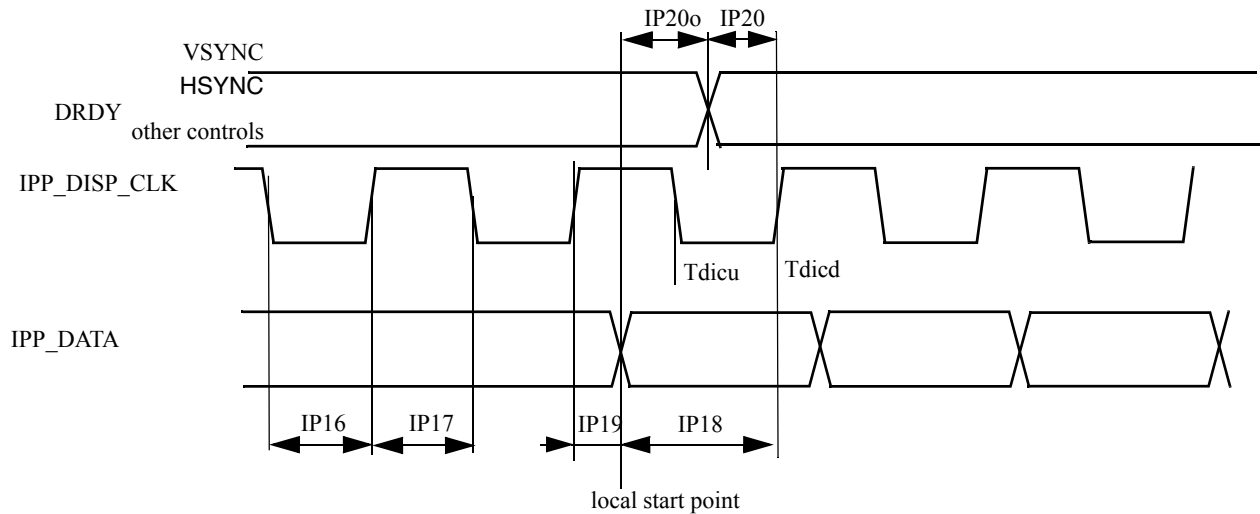 IP20o IP20
VSYNC
HSYNC
DRDY
other controls
IPP_DISP_CLK
Tdicu Tdicd
IPP_DATA
IP16 IP17 IP19 IP18
local start point